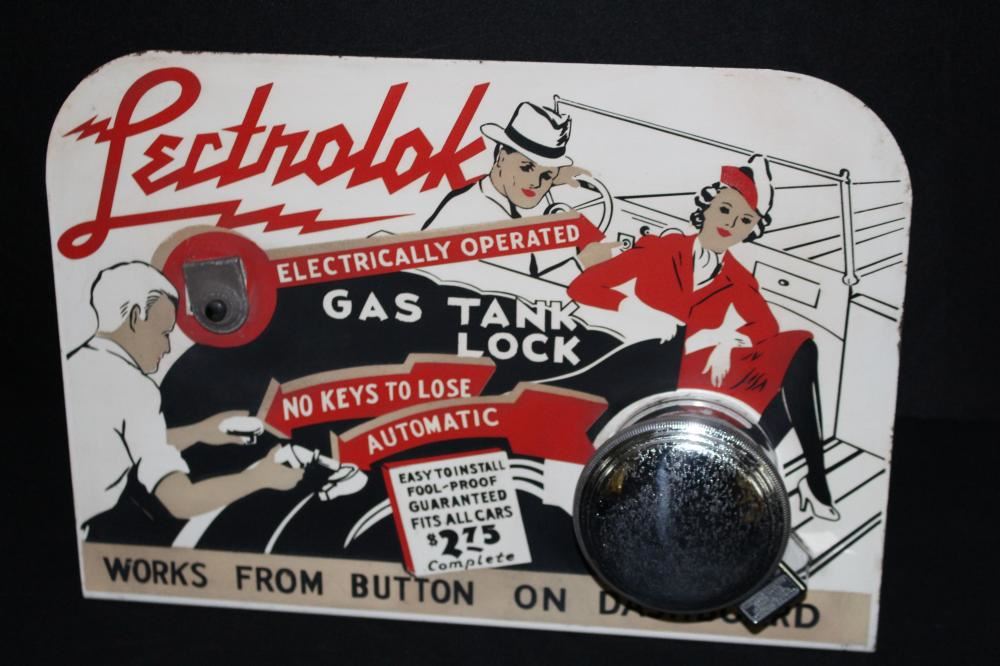 Lectrolok
ELECTRICALLY OPERATED
GAS TANK
LOCK
NO KEYS TO LOSE
AUTOMATIC
EASY TO INSTALL
FOOL-PROOF
GUARANTEED
FITS ALL CARS
$2.75
Complete
WORKS FROM BUTTON ON